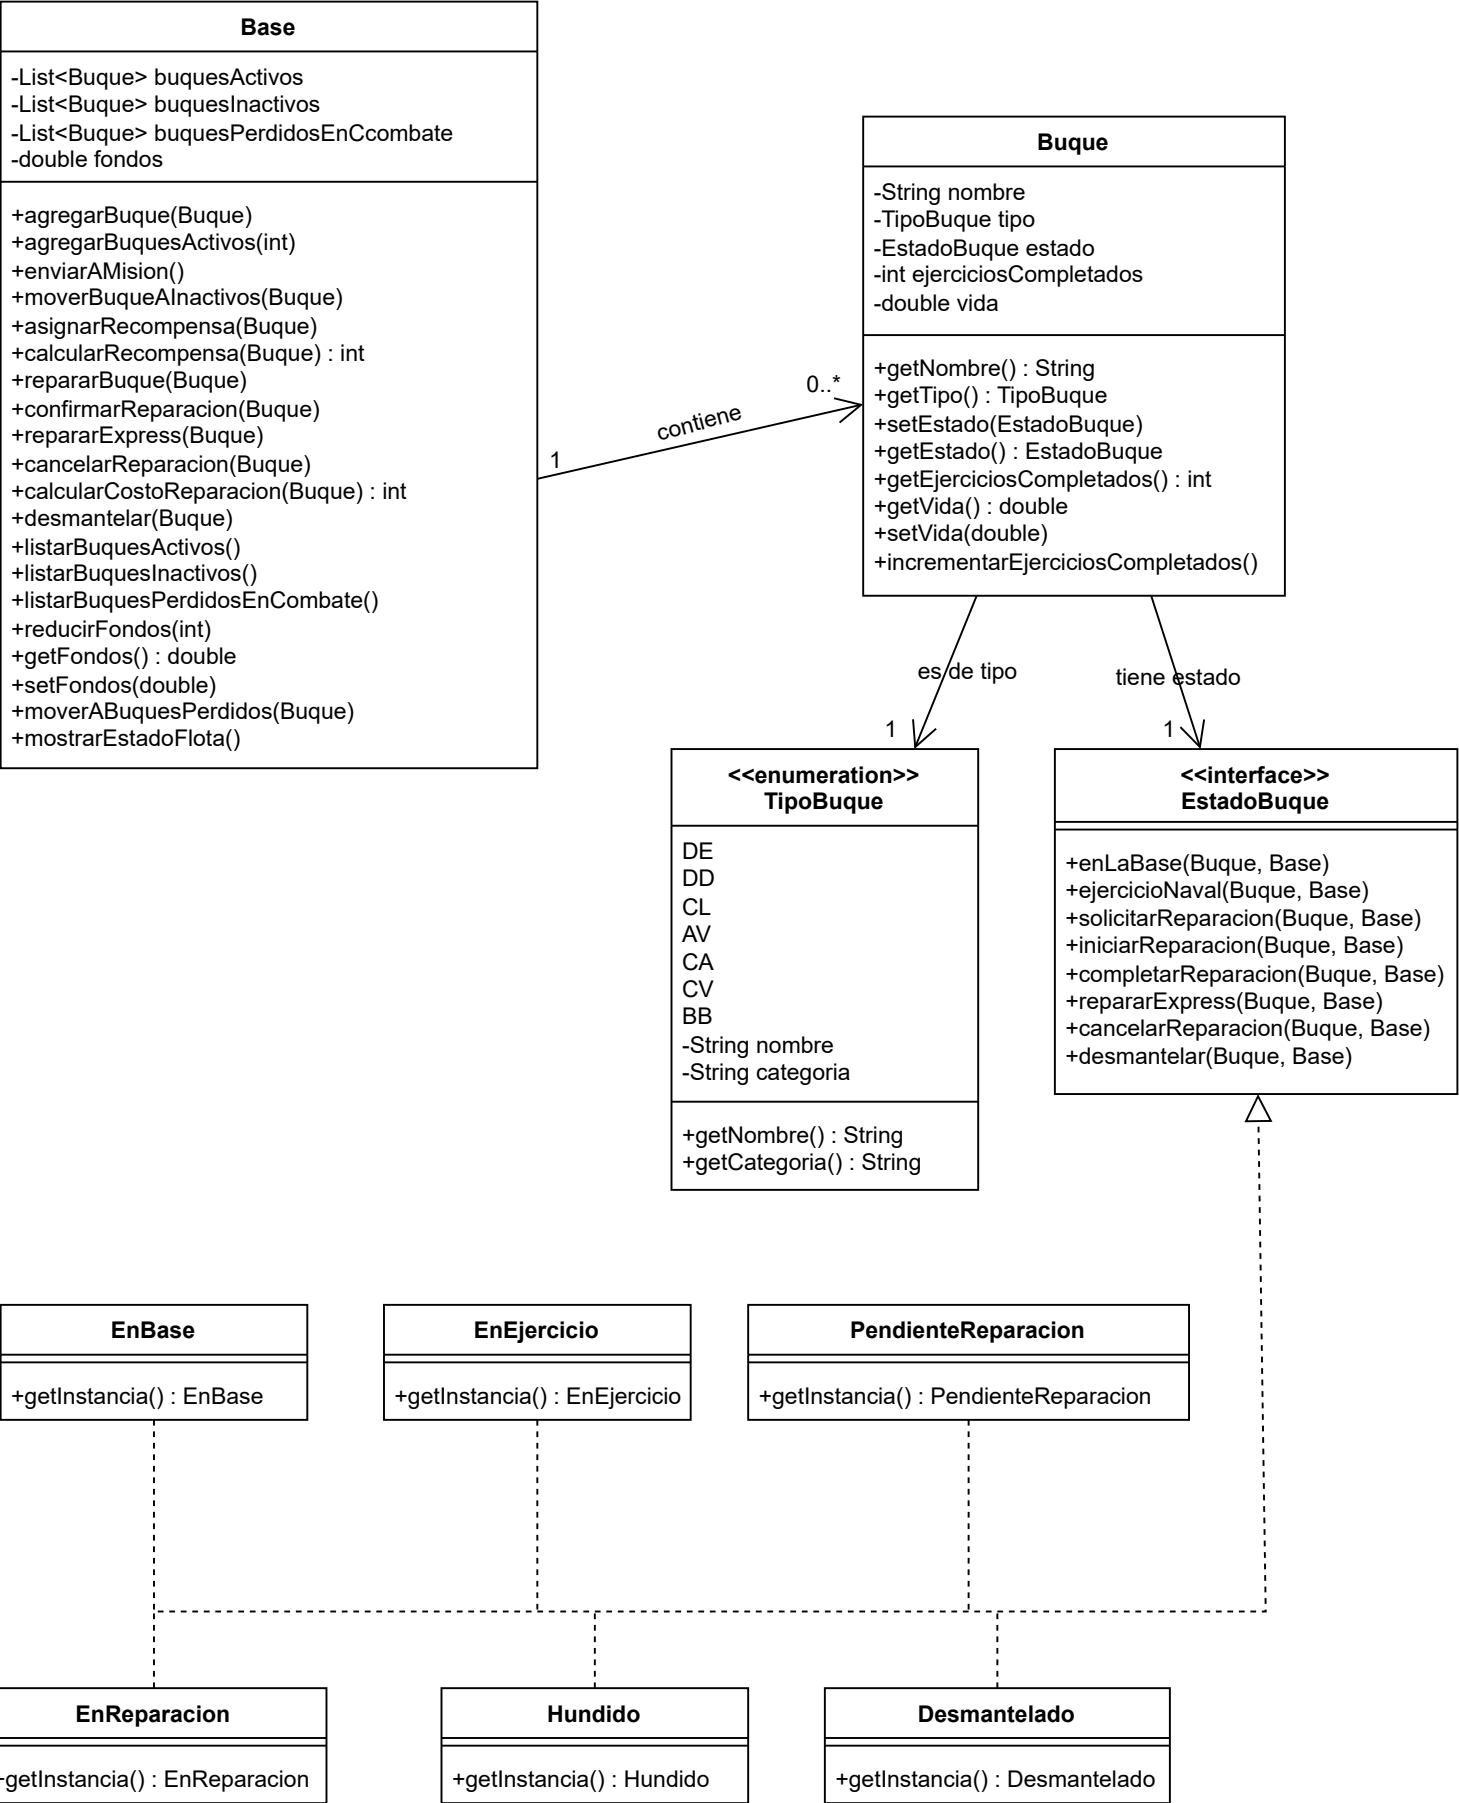 Base
-List<Buque> buquesActivos
-List<Buque> buquesInactivos
-List<Buque> buquesPerdidosEnCcombate
-double fondos
+agregarBuque(Buque)
+agregarBuquesActivos(int)
+enviarAMision()
+moverBuqueAInactivos(Buque)
+asignarRecompensa(Buque)
+calcularRecompensa(Buque) : int
+repararBuque(Buque)
+confirmarReparacion(Buque)
+repararExpress(Buque)
+cancelarReparacion(Buque)
+calcularCostoReparacion(Buque) : int
+desmantelar(Buque)
+listarBuquesActivos()
+listarBuquesInactivos()
+listarBuquesPerdidosEnCombate()
+reducirFondos(int)
+getFondos() : double
+setFondos(double)
+moverABuquesPerdidos(Buque)
+mostrarEstadoFlota()
1
contiene
0..*
Buque
-String nombre
-TipoBuque tipo
-EstadoBuque estado
-int ejerciciosCompletados
-double vida
+getNombre() : String
+getTipo() : TipoBuque
+setEstado(EstadoBuque)
+getEstado() : EstadoBuque
+getEjerciciosCompletados() : int
+getVida() : double
+setVida(double)
+incrementarEjerciciosCompletados()
es de tipo
1
tiene estado
1
<<enumeration>>
TipoBuque
DE
DD
CL
AV
CA
CV
BB
-String nombre
-String categoria
+getNombre() : String
+getCategoria() : String
<<interface>>
EstadoBuque
+enLaBase(Buque, Base)
+ejercicioNaval(Buque, Base)
+solicitarReparacion(Buque, Base)
+iniciarReparacion(Buque, Base)
+completarReparacion(Buque, Base)
+repararExpress(Buque, Base)
+cancelarReparacion(Buque, Base)
+desmantelar(Buque, Base)
EnBase
+getInstancia() : EnBase
EnEjercicio
+getInstancia() : EnEjercicio
PendienteReparacion
+getInstancia() : PendienteReparacion
EnReparacion
+getInstancia() : EnReparacion
Hundido
+getInstancia() : Hundido
Desmantelado
+getInstancia() : Desmantelado